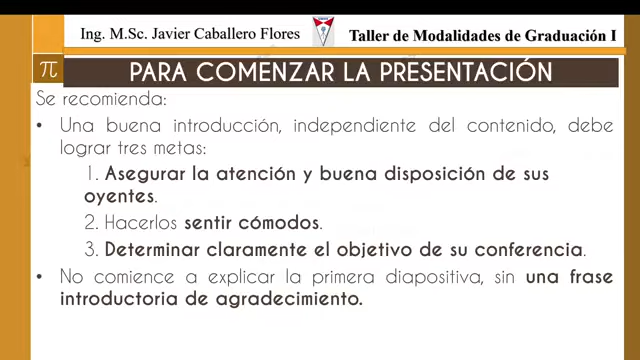 Ing. M.Sc. Javier Caballero Flores
Taller de Modalidades de Graduación I
π
PARA COMENZAR LA PRESENTACIÓN
Se recomienda:
• Una buena introducción, independiente del contenido, debe
lograr tres metas:
1. Asegurar la atención y buena disposición de sus
oyentes.
2. Hacerlos sentir cómodos.
3. Determinar claramente el objetivo de su conferencia.
• No comience a explicar la primera diapositiva, sin una frase
introductoria de agradecimiento.